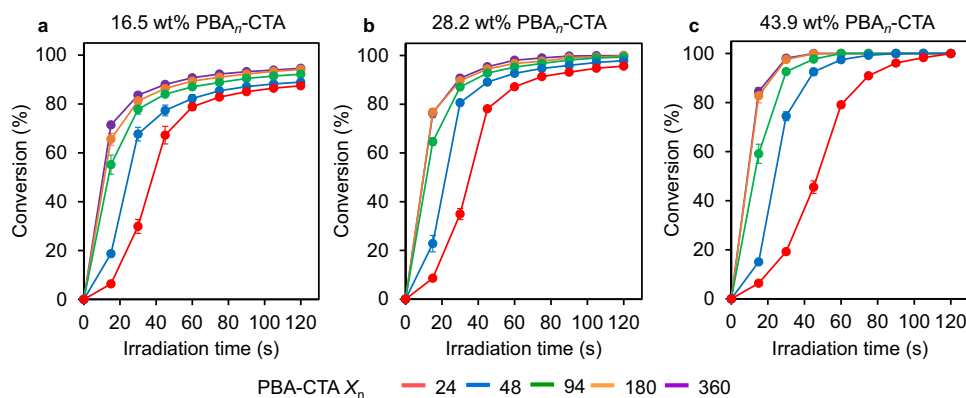 a 16.5 wt% PBAn-CTA
b 28.2 wt% PBAn-CTA
c 43.9 wt% PBAn-CTA
Conversion (%)
100
80
60
40
20
0
0 20 40 60 80 100 120
Irradiation time (s)
Conversion (%)
100
80
60
40
20
0
0 20 40 60 80 100 120
Irradiation time (s)
Conversion (%)
100
80
60
40
20
0
0 20 40 60 80 100 120
Irradiation time (s)
PBA-CTA Xn 24 48 94 180 360